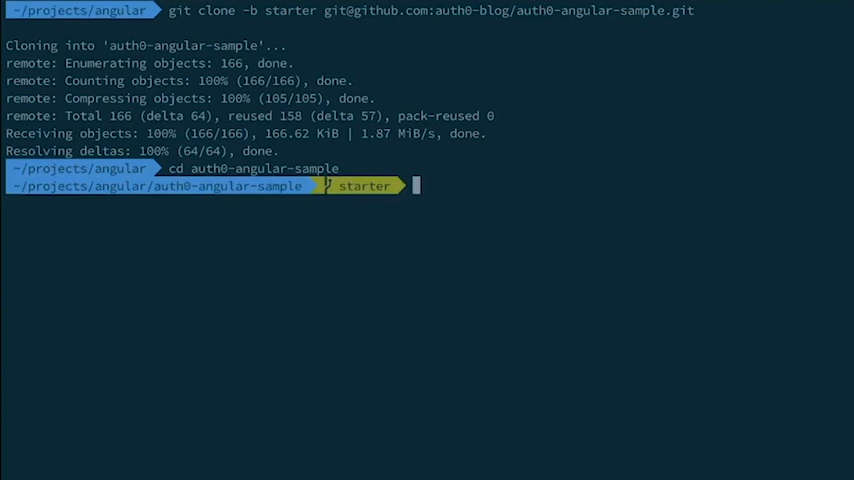 ~/projects/angular git clone -b starter git@github.com:auth0-blog/auth0-angular-sample.git
Cloning into 'auth0-angular-sample'...
remote: Enumerating objects: 166, done.
remote: Counting objects: 100% (166/166), done.
remote: Compressing objects: 100% (105/105), done.
remote: Total 166 (delta 64), reused 158 (delta 57), pack-reused 0
Receiving objects: 100% (166/166), 166.62 KiB | 1.87 MiB/s, done.
Resolving deltas: 100% (64/64), done.
~/projects/angular cd auth0-angular-sample
~/projects/angular/auth0-angular-sample starter